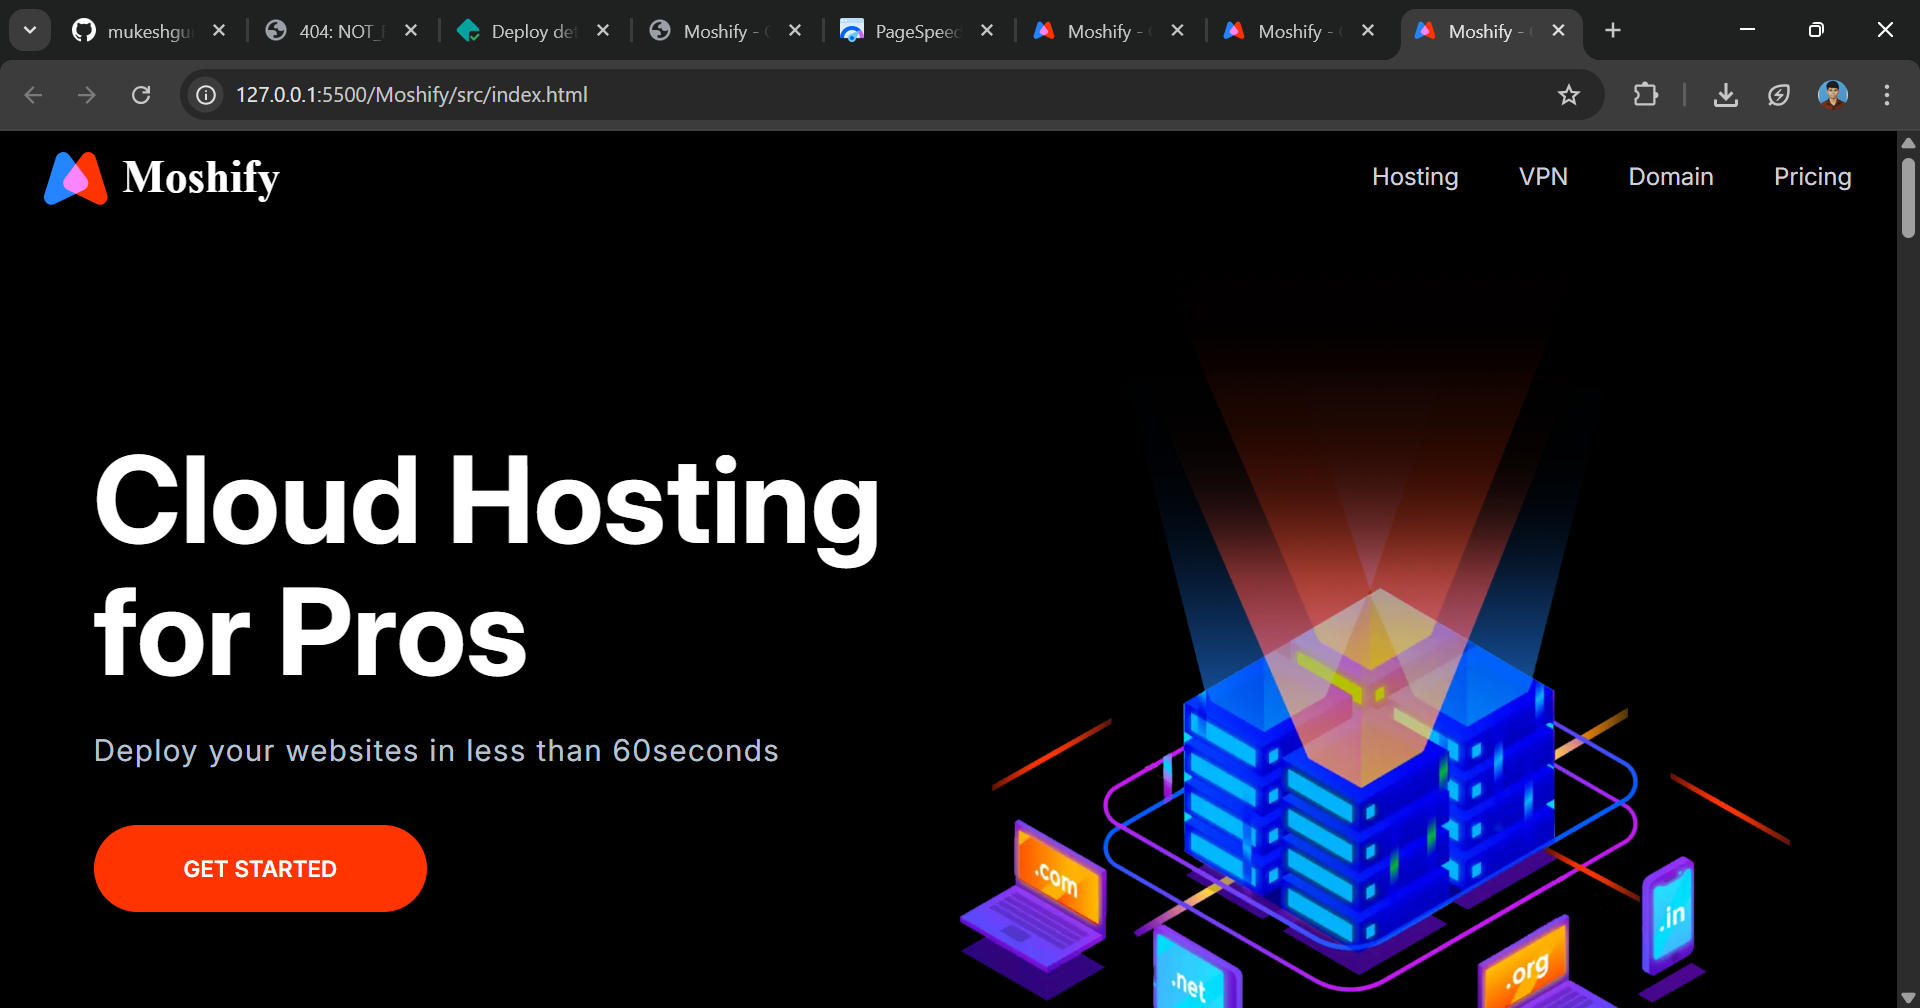 mukeshgu
404: NOT_
Deploy det
Moshify -
PageSpeed
Moshify -
Moshify -
Moshify -
127.0.0.1:5500/Moshify/src/index.html
Moshify
Hosting
VPN
Domain
Pricing
Cloud Hosting
for Pros
Deploy your websites in less than 60seconds
GET STARTED
.com
.net
.org
.in